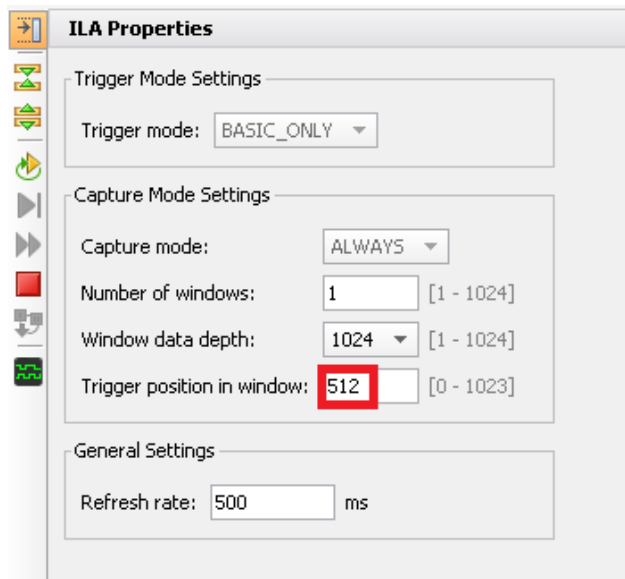 ILA Properties
Trigger Mode Settings
Trigger mode: BASIC_ONLY
Capture Mode Settings
Capture mode: ALWAYS
Number of windows: 1 [1 - 1024]
Window data depth: 1024 [1 - 1024]
Trigger position in window: 512 [0 - 1023]
General Settings
Refresh rate: 500 ms